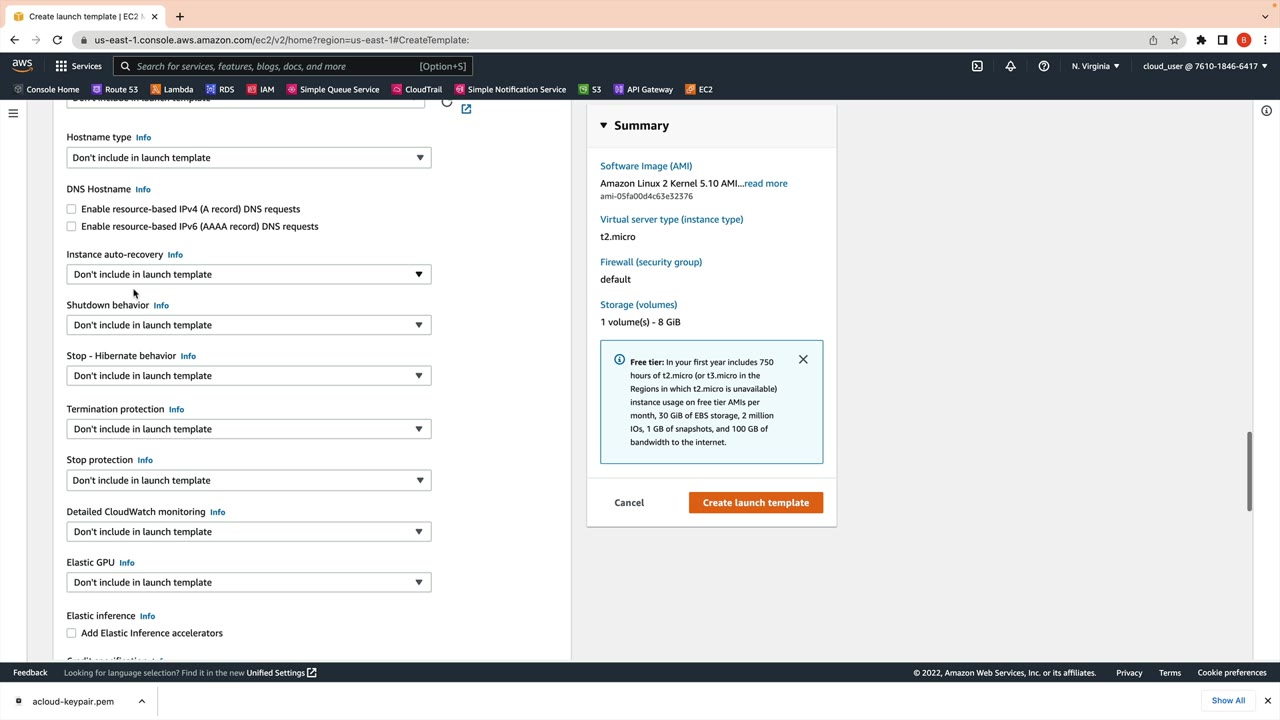 Create launch template | EC2 M
us-east-1.console.aws.amazon.com/ec2/v2/home?region=us-east-1#CreateTemplate:
B
aws
Services
Search for services, features, blogs, docs, and more
[Option+S]
N. Virginia
cloud_user @ 7610-1846-6417
Console Home
Route 53
Lambda
RDS
IAM
Simple Queue Service
CloudTrail
Simple Notification Service
S3
API Gateway
EC2
Don't include in launch template
Hostname type Info
Don't include in launch template
DNS Hostname Info
Enable resource-based IPv4 (A record) DNS requests
Enable resource-based IPv6 (AAAA record) DNS requests
Instance auto-recovery Info
Don't include in launch template
Shutdown behavior Info
Don't include in launch template
Stop - Hibernate behavior Info
Don't include in launch template
Termination protection Info
Don't include in launch template
Stop protection Info
Don't include in launch template
Detailed CloudWatch monitoring Info
Don't include in launch template
Elastic GPU Info
Don't include in launch template
Elastic inference Info
Add Elastic Inference accelerators
Credit specification Info
Summary
Software Image (AMI)
Amazon Linux 2 Kernel 5.10 AMI...read more
ami-05fa00d4c63e32376
Virtual server type (instance type)
t2.micro
Firewall (security group)
default
Storage (volumes)
1 volume(s) - 8 GiB
Free tier: In your first year includes 750
hours of t2.micro (or t3.micro in the
Regions in which t2.micro is unavailable)
instance usage on free tier AMIs per
month, 30 GiB of EBS storage, 2 million
IOs, 1 GB of snapshots, and 100 GB of
bandwidth to the internet.
Cancel
Create launch template
Feedback
Looking for language selection? Find it in the new Unified Settings
© 2022, Amazon Web Services, Inc. or its affiliates.
Privacy
Terms
Cookie preferences
acloud-keypair.pem
Show All